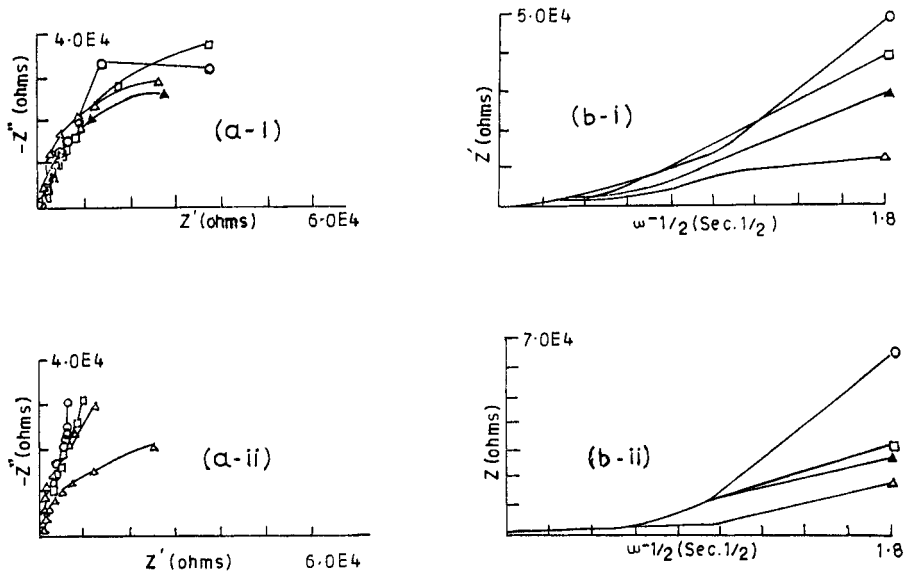 4.0E4
-Z″(ohms)
(a-i)
Z′(ohms)
6.0E4
5.0E4
Z′(ohms)
(b-i)
ω-1/2(Sec.1/2)
1.8
4.0E4
-Z″(ohms)
(a-ii)
Z′(ohms)
6.0E4
7.0E4
Z(ohms)
(b-ii)
ω-1/2(Sec.1/2)
1.8